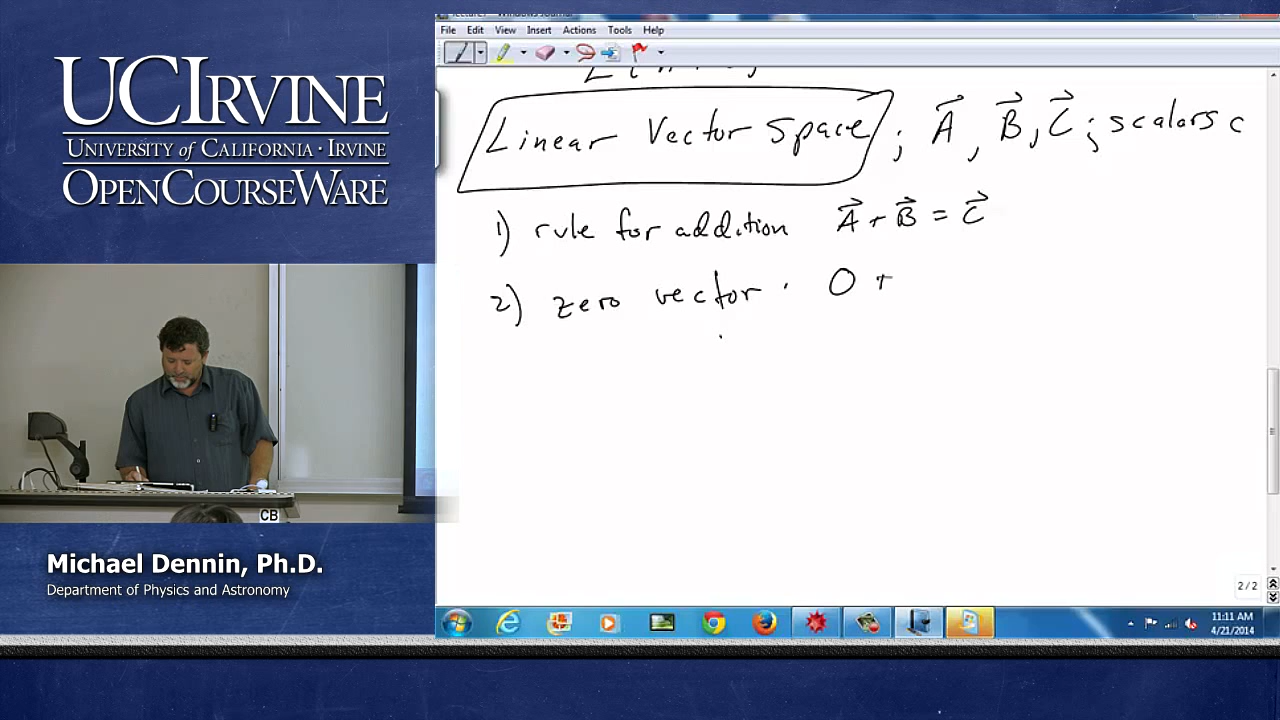 UCIRVINE
UNIVERSITY of CALIFORNIA · IRVINE
OPENCOURSEWARE
CB
Michael Dennin, Ph.D.
Department of Physics and Astronomy
File Edit View Insert Actions Tools Help
Linear Vector Space ; A⃗, B⃗, C⃗ ; scalars c
1) rule for addition A⃗ + B⃗ = C⃗
2) zero vector . O +
2 / 2
11:11 AM
4/21/2014